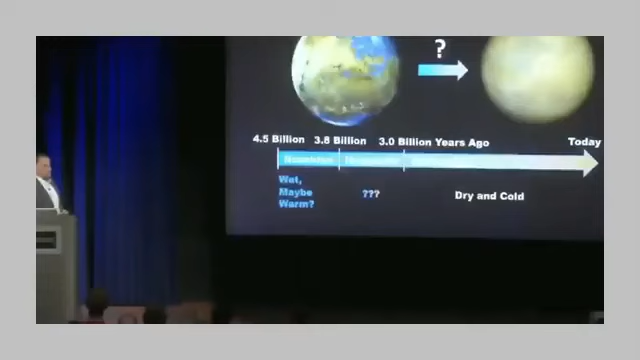 ?
4.5 Billion 3.8 Billion 3.0 Billion Years Ago Today
Wet,
Maybe
Warm?
???
Dry and Cold